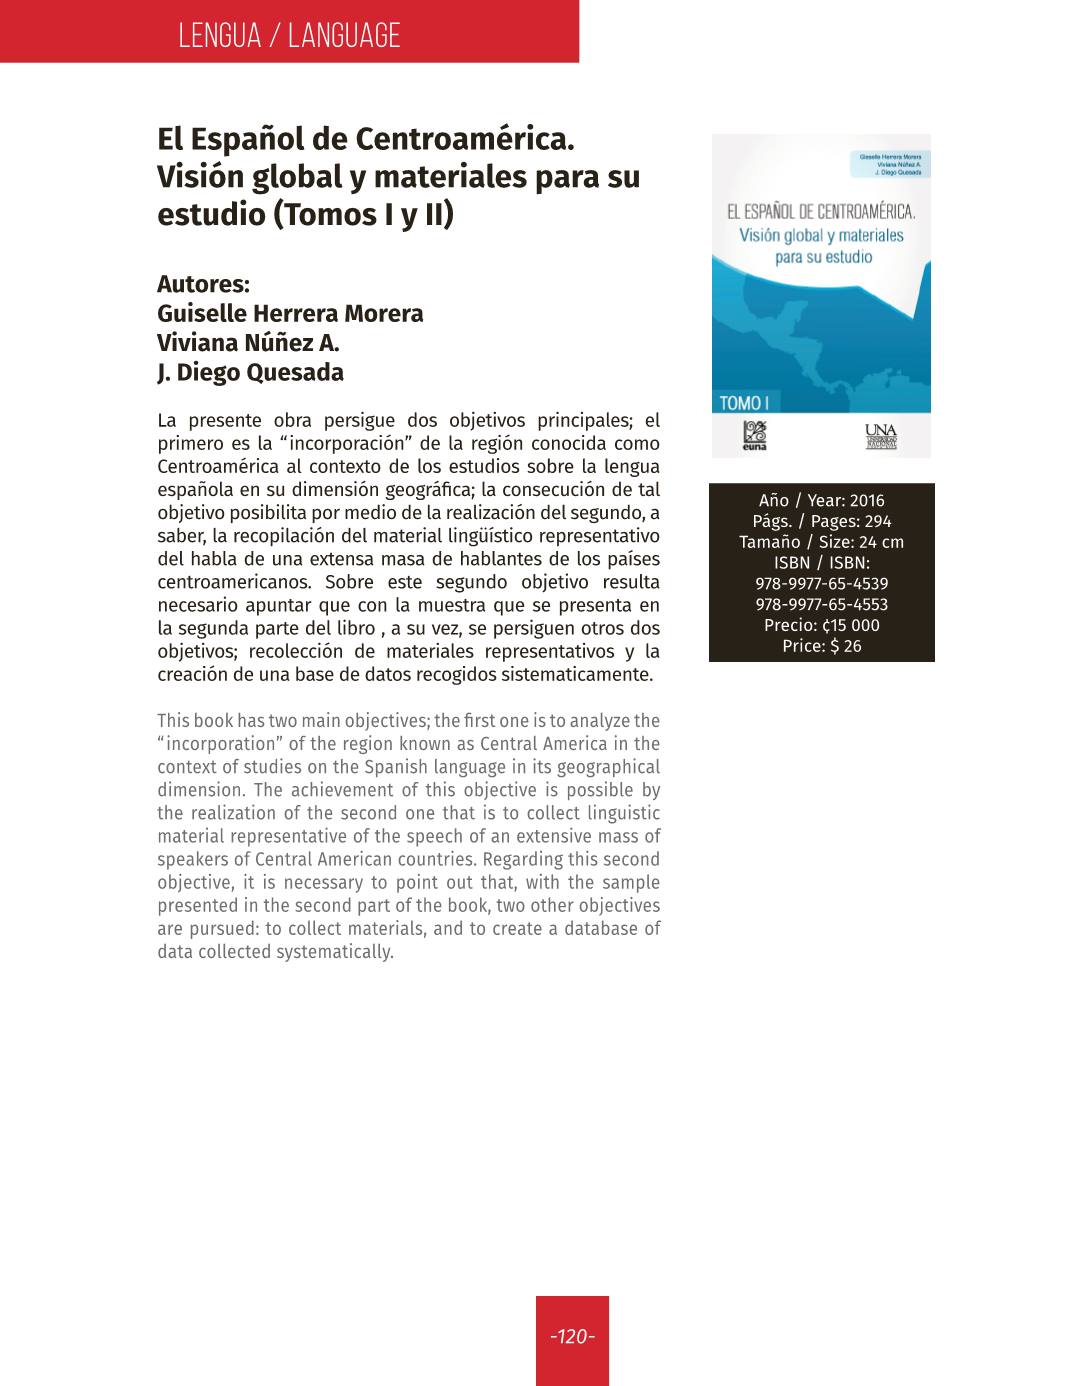 LENGUA / LANGUAGE
El Español de Centroamérica.
Visión global y materiales para su
estudio (Tomos I y II)
Autores:
Guiselle Herrera Morera
Viviana Núñez A.
J. Diego Quesada
La presente obra persigue dos objetivos principales; el
primero es la “incorporación” de la región conocida como
Centroamérica al contexto de los estudios sobre la lengua
española en su dimensión geográfica; la consecución de tal
objetivo posibilita por medio de la realización del segundo, a
saber, la recopilación del material lingüístico representativo
del habla de una extensa masa de hablantes de los países
centroamericanos. Sobre este segundo objetivo resulta
necesario apuntar que con la muestra que se presenta en
la segunda parte del libro , a su vez, se persiguen otros dos
objetivos; recolección de materiales representativos y la
creación de una base de datos recogidos sistematicamente.
This book has two main objectives; the first one is to analyze the
“incorporation” of the region known as Central America in the
context of studies on the Spanish language in its geographical
dimension. The achievement of this objective is possible by
the realization of the second one that is to collect linguistic
material representative of the speech of an extensive mass of
speakers of Central American countries. Regarding this second
objective, it is necessary to point out that, with the sample
presented in the second part of the book, two other objectives
are pursued: to collect materials, and to create a database of
data collected systematically.
Giselle Herrera Morera
Viviana Núñez A.
J. Diego Quesada
EL ESPAÑOL DE CENTROAMÉRICA.
Visión global y materiales
para su estudio
TOMO I
euna
UNA
UNIVERSIDAD
NACIONAL
Año / Year: 2016
Págs. / Pages: 294
Tamaño / Size: 24 cm
ISBN / ISBN:
978-9977-65-4539
978-9977-65-4553
Precio: ₡15 000
Price: $ 26
-120-